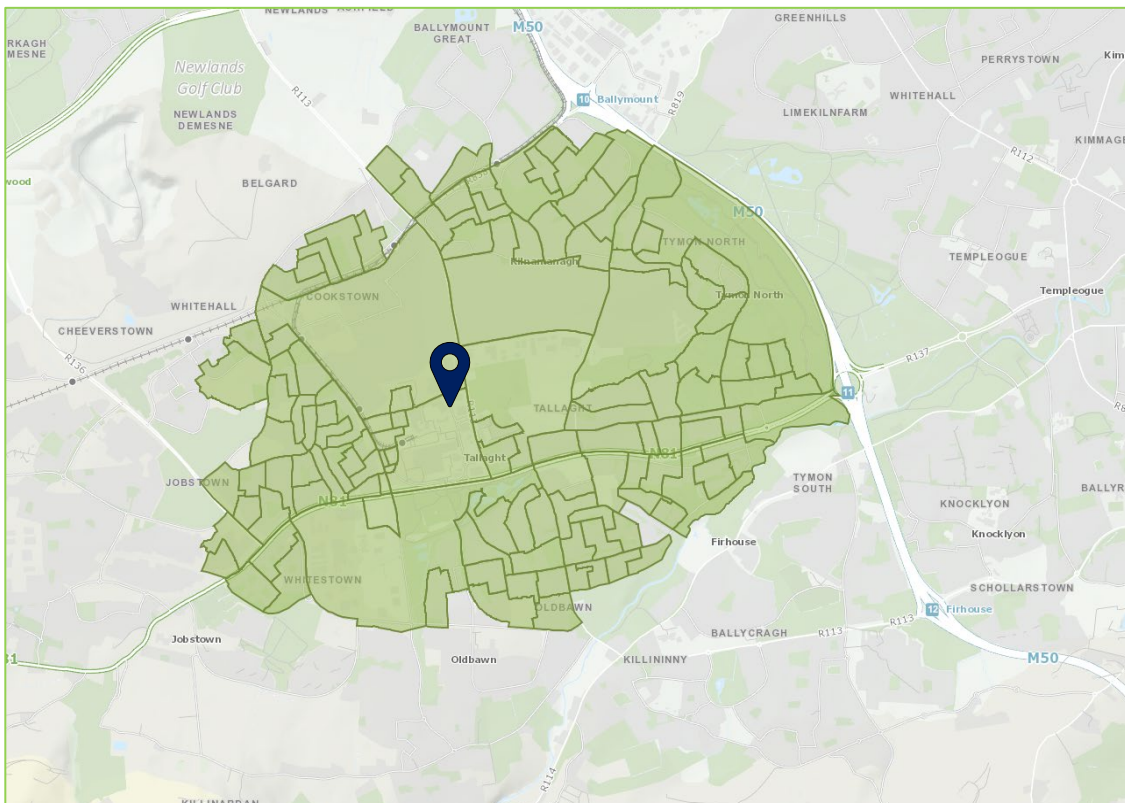 NEWLANDS
M50
GREENHILLS
BALLYMOUNT
GREAT
PERRYSTOWN
Newlands
Golf Club
R113
10 Ballymount
R819
WHITEHALL
LIMEKILNFARM
NEWLANDS
DEMESNE
KIMMAGE
R112
BELGARD
M50
TYMON NORTH
TEMPLEOGUE
Kilnamanagh
COOKSTOWN
Tymon North
Templeogue
WHITEHALL
CHEEVERSTOWN
R136
R137
11
TALLAGHT
Tallaght
N81
JOBSTOWN
N81
TYMON
SOUTH
KNOCKLYON
Firhouse
Knocklyon
WHITESTOWN
SCHOLLARSTOWN
OLDBAWN
12 Firhouse
R113
Jobstown
BALLYCRAGH
R113
Oldbawn
KILLININNY
M50
R114